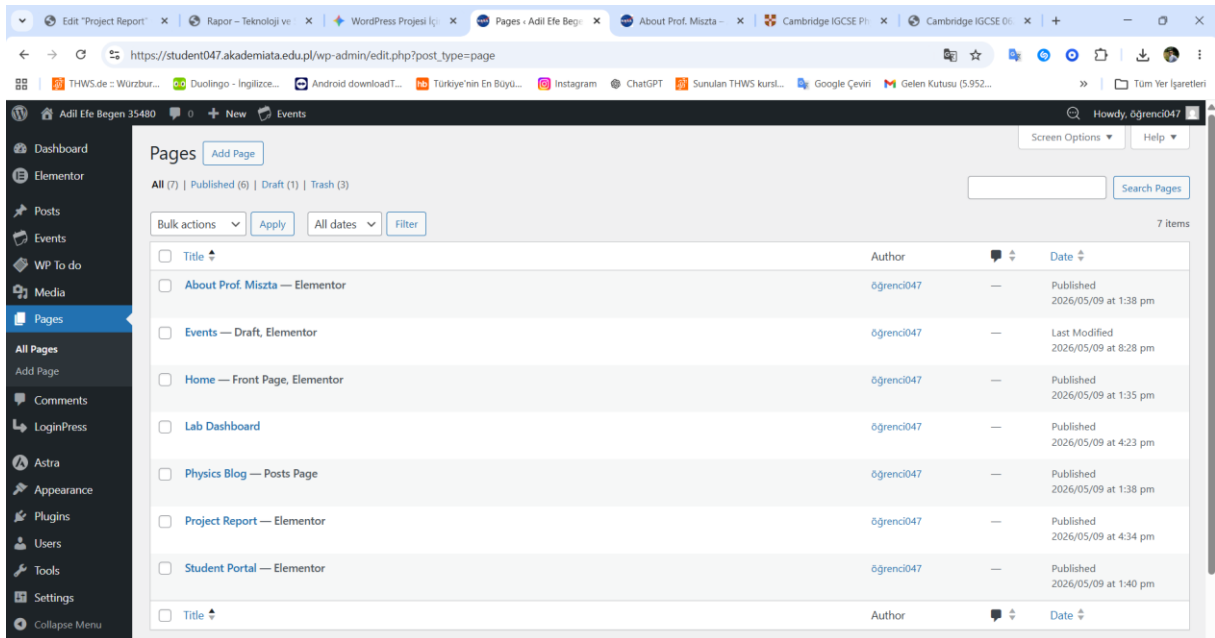 Edit "Project Report"
Rapor – Teknoloji ve
WordPress Projesi İç
Pages ‹ Adil Efe Bege
About Prof. Miszta –
Cambridge IGCSE Ph
Cambridge IGCSE 06
https://student047.akademiata.edu.pl/wp-admin/edit.php?post_type=page
THWS.de :: Würzbur...
Duolingo - İngilizce...
Android downloadT...
Türkiye'nin En Büyü...
Instagram
ChatGPT
Sunulan THWS kursl...
Google Çeviri
Gelen Kutusu (5.952...
»
Tüm Yer İşaretleri
Adil Efe Begen 35480
0
+ New
Events
Howdy, öğrenci047
Dashboard
Elementor
Posts
Events
WP To do
Media
Pages
All Pages
Add Page
Comments
LoginPress
Astra
Appearance
Plugins
Users
Tools
Settings
Collapse Menu
Screen Options ▼
Help ▼
Pages
Add Page
All (7) | Published (6) | Draft (1) | Trash (3)
Search Pages
Bulk actions
Apply
All dates
Filter
7 items
Title
Author
Date
About Prof. Miszta — Elementor
öğrenci047
—
Published
2026/05/09 at 1:38 pm
Events — Draft, Elementor
öğrenci047
—
Last Modified
2026/05/09 at 8:28 pm
Home — Front Page, Elementor
öğrenci047
—
Published
2026/05/09 at 1:35 pm
Lab Dashboard
öğrenci047
—
Published
2026/05/09 at 4:23 pm
Physics Blog — Posts Page
öğrenci047
—
Published
2026/05/09 at 1:38 pm
Project Report — Elementor
öğrenci047
—
Published
2026/05/09 at 4:34 pm
Student Portal — Elementor
öğrenci047
—
Published
2026/05/09 at 1:40 pm
Title
Author
Date